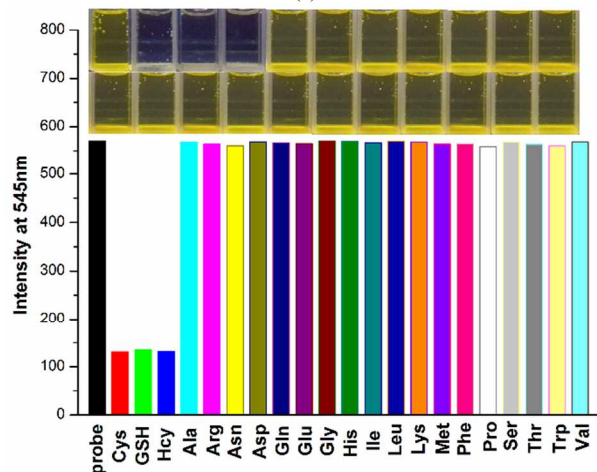 800
700
600
500
400
300
200
100
0
Intensity at 545nm
probe
Cys
GSH
Hcy
Ala
Arg
Asn
Asp
Gln
Glu
Gly
His
Ile
Leu
Lys
Met
Phe
Pro
Ser
Thr
Trp
Val